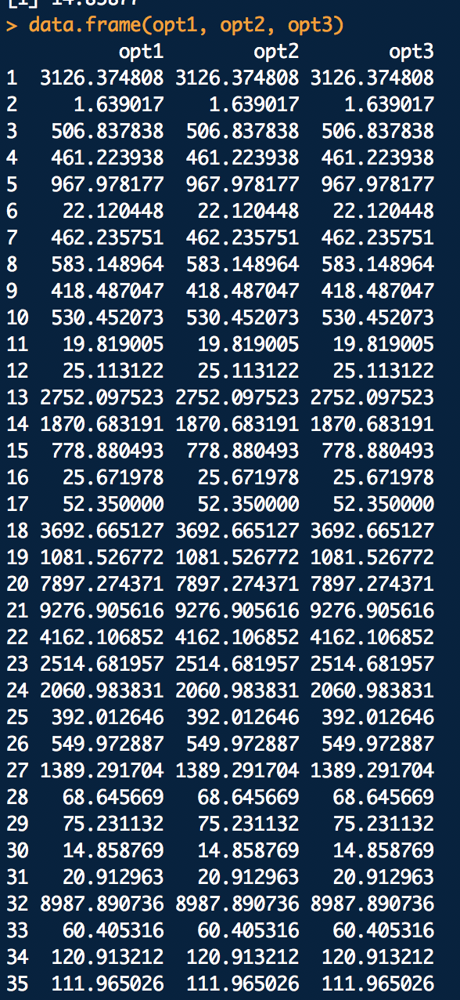 [1] 14.85877
> data.frame(opt1, opt2, opt3)
opt1 opt2 opt3
1 3126.374808 3126.374808 3126.374808
2 1.639017 1.639017 1.639017
3 506.837838 506.837838 506.837838
4 461.223938 461.223938 461.223938
5 967.978177 967.978177 967.978177
6 22.120448 22.120448 22.120448
7 462.235751 462.235751 462.235751
8 583.148964 583.148964 583.148964
9 418.487047 418.487047 418.487047
10 530.452073 530.452073 530.452073
11 19.819005 19.819005 19.819005
12 25.113122 25.113122 25.113122
13 2752.097523 2752.097523 2752.097523
14 1870.683191 1870.683191 1870.683191
15 778.880493 778.880493 778.880493
16 25.671978 25.671978 25.671978
17 52.350000 52.350000 52.350000
18 3692.665127 3692.665127 3692.665127
19 1081.526772 1081.526772 1081.526772
20 7897.274371 7897.274371 7897.274371
21 9276.905616 9276.905616 9276.905616
22 4162.106852 4162.106852 4162.106852
23 2514.681957 2514.681957 2514.681957
24 2060.983831 2060.983831 2060.983831
25 392.012646 392.012646 392.012646
26 549.972887 549.972887 549.972887
27 1389.291704 1389.291704 1389.291704
28 68.645669 68.645669 68.645669
29 75.231132 75.231132 75.231132
30 14.858769 14.858769 14.858769
31 20.912963 20.912963 20.912963
32 8987.890736 8987.890736 8987.890736
33 60.405316 60.405316 60.405316
34 120.913212 120.913212 120.913212
35 111.965026 111.965026 111.965026